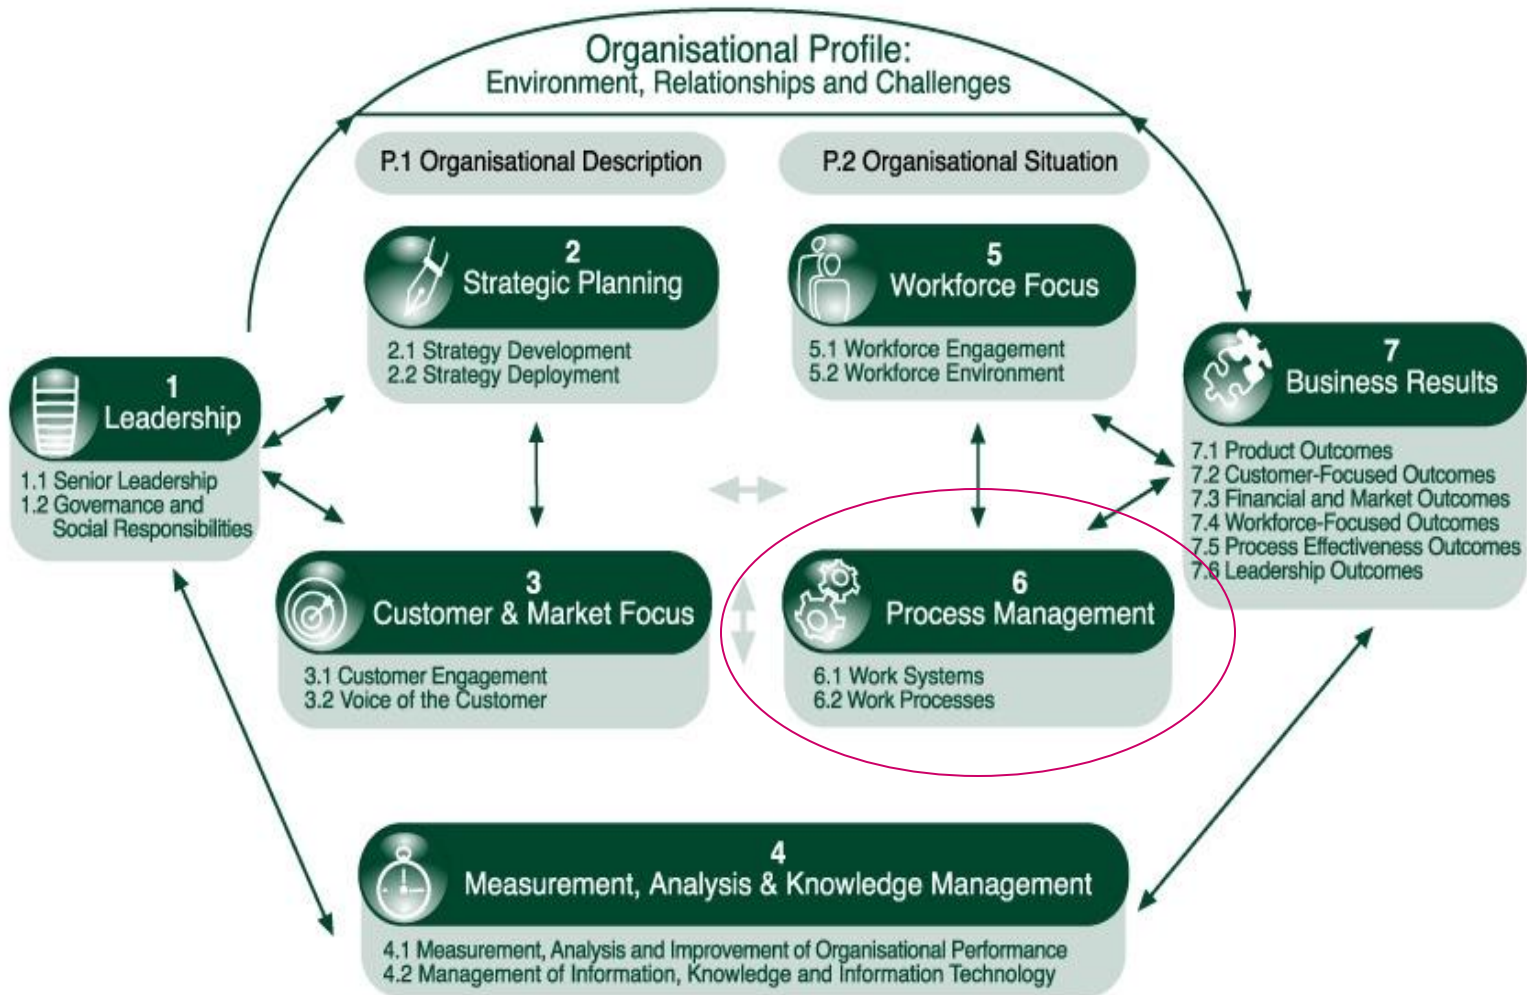 Organisational Profile:
Environment, Relationships and Challenges
P.1 Organisational Description
P.2 Organisational Situation
2
Strategic Planning
2.1 Strategy Development
2.2 Strategy Deployment
5
Workforce Focus
5.1 Workforce Engagement
5.2 Workforce Environment
1
Leadership
1.1 Senior Leadership
1.2 Governance and
Social Responsibilities
7
Business Results
7.1 Product Outcomes
7.2 Customer-Focused Outcomes
7.3 Financial and Market Outcomes
7.4 Workforce-Focused Outcomes
7.5 Process Effectiveness Outcomes
7.6 Leadership Outcomes
3
Customer & Market Focus
3.1 Customer Engagement
3.2 Voice of the Customer
6
Process Management
6.1 Work Systems
6.2 Work Processes
4
Measurement, Analysis & Knowledge Management
4.1 Measurement, Analysis and Improvement of Organisational Performance
4.2 Management of Information, Knowledge and Information Technology